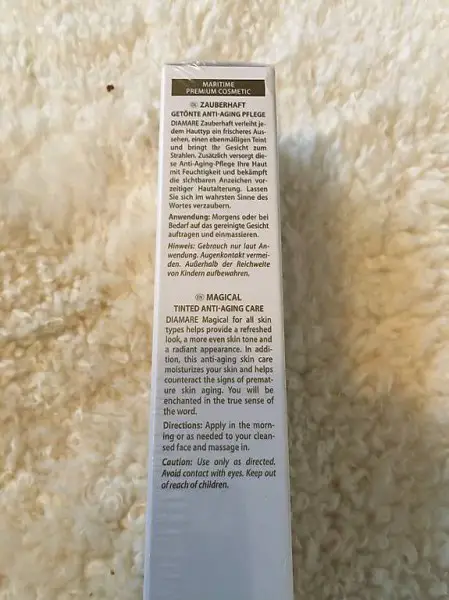 MARITIME
PREMIUM COSMETIC
DE ZAUBERHAFT
GETÖNTE ANTI-AGING PFLEGE
DIAMARE Zauberhaft verleiht je-
dem Hauttyp ein frischeres Aus-
sehen, einen ebenmäßigen Teint
und bringt Ihr Gesicht zum
Strahlen. Zusätzlich versorgt die-
se Anti-Aging-Pflege Ihre Haut
mit Feuchtigkeit und bekämpft
die sichtbaren Anzeichen vor-
zeitiger Hautalterung. Lassen
Sie sich im wahrsten Sinne des
Wortes verzaubern.
Anwendung: Morgens oder bei
Bedarf auf das gereinigte Gesicht
auftragen und einmassieren.
Hinweis: Gebrauch nur laut An-
wendung. Augenkontakt vermei-
den. Außerhalb der Reichweite
von Kindern aufbewahren.
EN MAGICAL
TINTED ANTI-AGING CARE
DIAMARE Magical for all skin
types helps provide a refreshed
look, a more even skin tone and
a radiant appearance. In addi-
tion, this anti-aging skin care
moisturizes your skin and helps
counteract the signs of premat-
ure skin aging. You will be
enchanted in the true sense of
the word.
Directions: Apply in the morn-
ing or as needed to your clean-
sed face and massage in.
Caution: Use only as directed.
Avoid contact with eyes. Keep out
of reach of children.